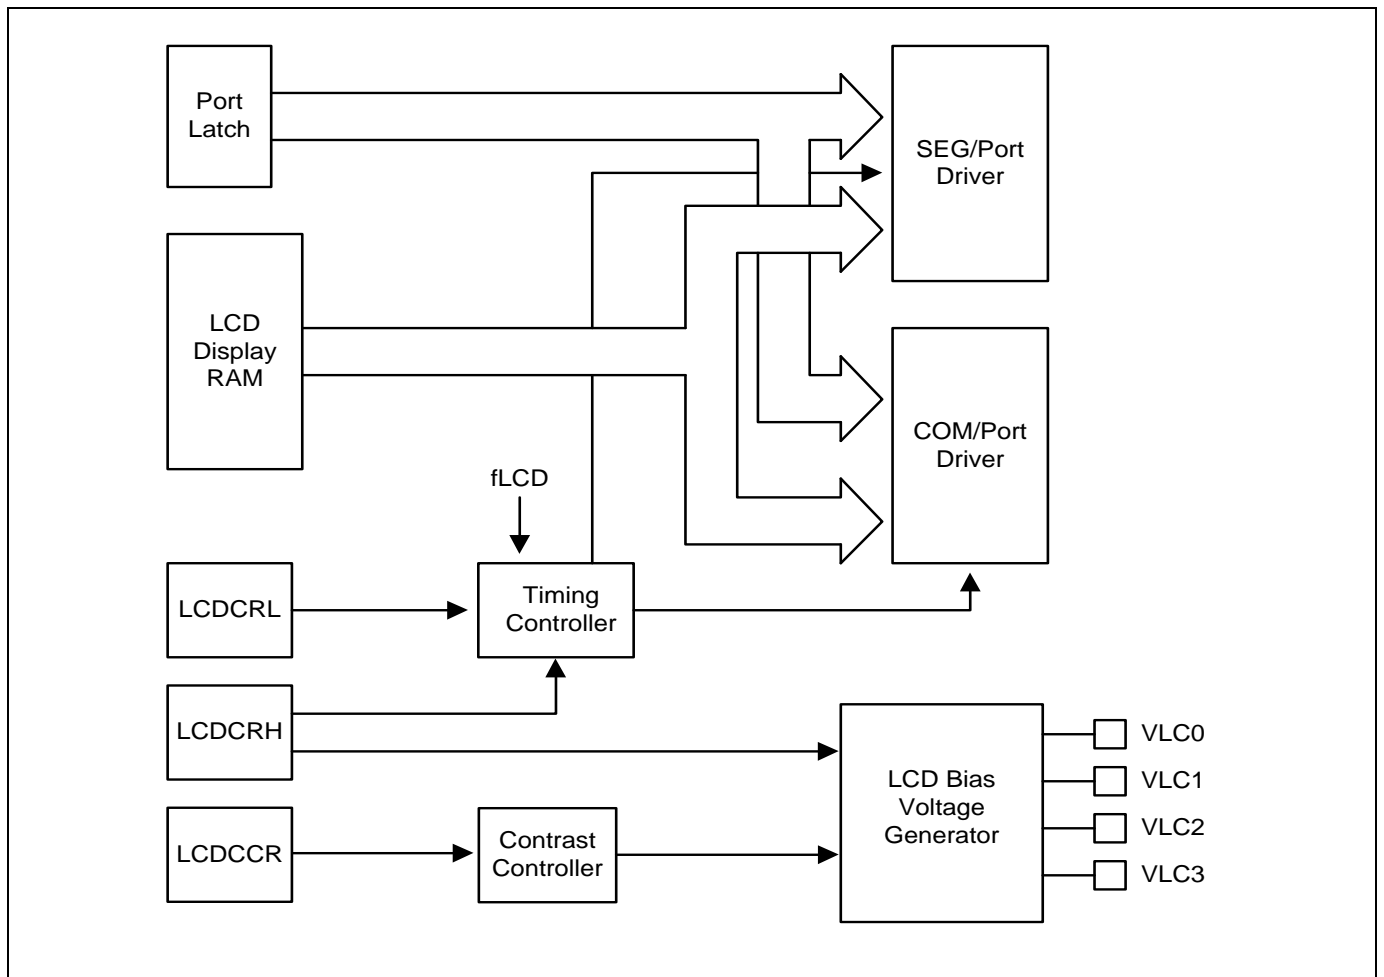 Port
Latch
SEG/Port
Driver
LCD
Display
RAM
COM/Port
Driver
fLCD
LCDCRL
Timing
Controller
LCDCRH
LCD Bias
Voltage
Generator
VLC0
VLC1
VLC2
VLC3
LCDCCR
Contrast
Controller